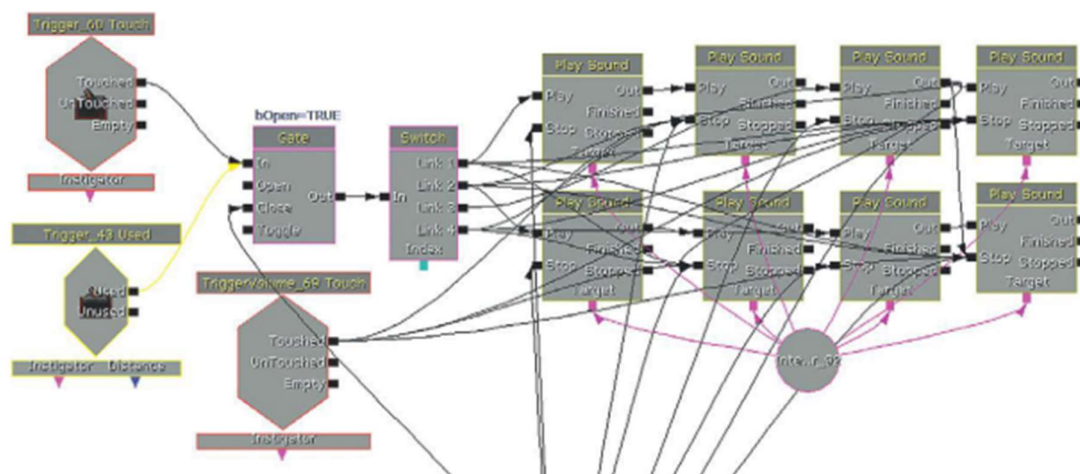 Trigger_60 Touch
Touched
UnTouched
Empty
Instigator
Trigger_43 Used
Used
Unused
Instigator Distance
bOpen=TRUE
Gate
In
Open
Close
Toggle
Out
Switch
In
Link 1
Link 2
Link 3
Link 4
Index
TriggerVolume_69 Touch
Touched
UnTouched
Empty
Instigator
Play Sound
Play
Stop
Out
Finished
Stopped
Target
Play Sound
Play
Stop
Out
Finished
Stopped
Target
Play Sound
Play
Stop
Out
Finished
Stopped
Target
Play Sound
Play
Stop
Out
Finished
Stopped
Target
Play Sound
Play
Stop
Out
Finished
Stopped
Target
Play Sound
Play
Stop
Out
Finished
Stopped
Target
Play Sound
Play
Stop
Out
Finished
Stopped
Target
Play Sound
Play
Stop
Out
Finished
Stopped
Target